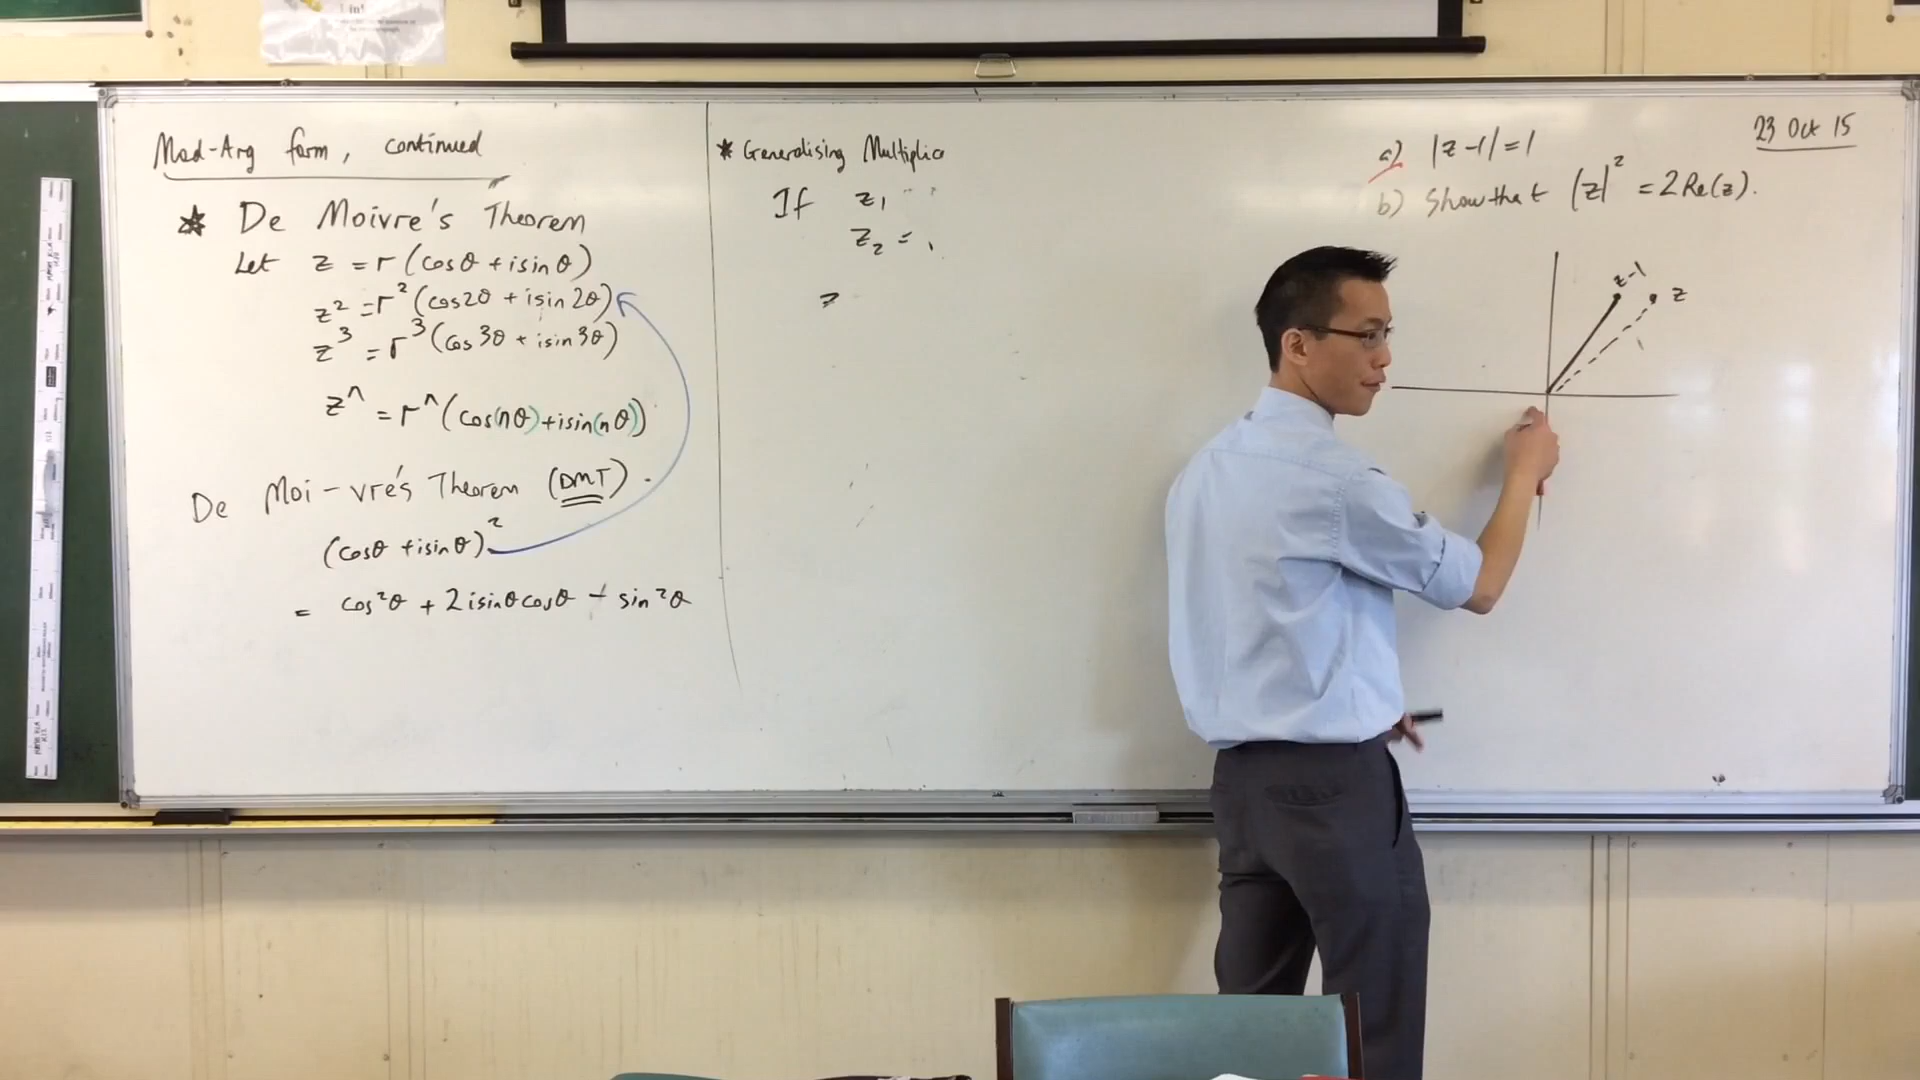 Mod-Arg form, continued
* De Moivre's Theorem
Let z = r(cosθ + isinθ)
z² = r²(cos2θ + isin2θ)
z³ = r³(cos3θ + isin3θ)
zⁿ = rⁿ(cos(nθ) + isin(nθ))
De Moi-vre's Theorem (DMT).
(cosθ + isinθ)²
= cos²θ + 2isinθcosθ - sin²θ
* Generalising Multiplica
If z₁
z₂ =
23 Oct 15
a) |z-1| = 1
b) Show that |z|² = 2Re(z).
z-1
z